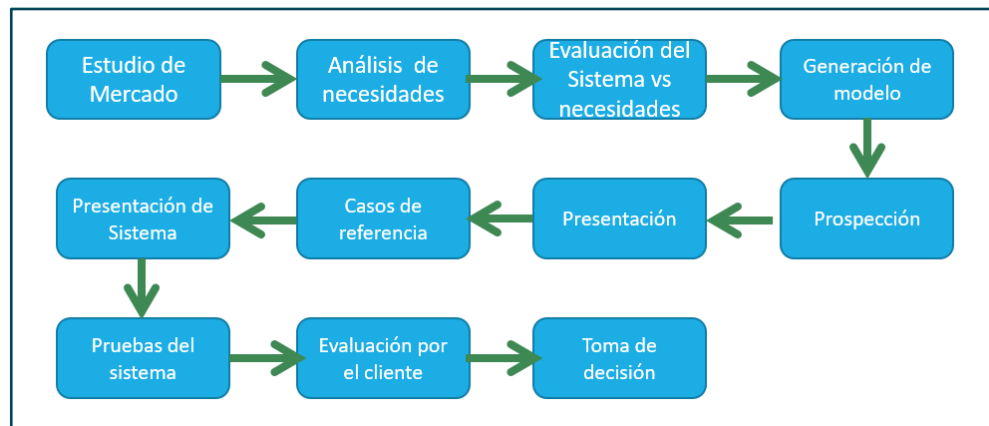 Estudio de
Mercado
Análisis de
necesidades
Evaluación del
Sistema vs
necesidades
Generación de
modelo
Prospección
Presentación
Casos de
referencia
Presentación de
Sistema
Pruebas del
sistema
Evaluación por
el cliente
Toma de
decisión